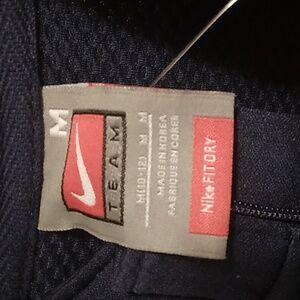 M
TEAM
M(10-12) M M
MADE IN KOREA
FABRIQUE EN COREE
Nike FIT DRY